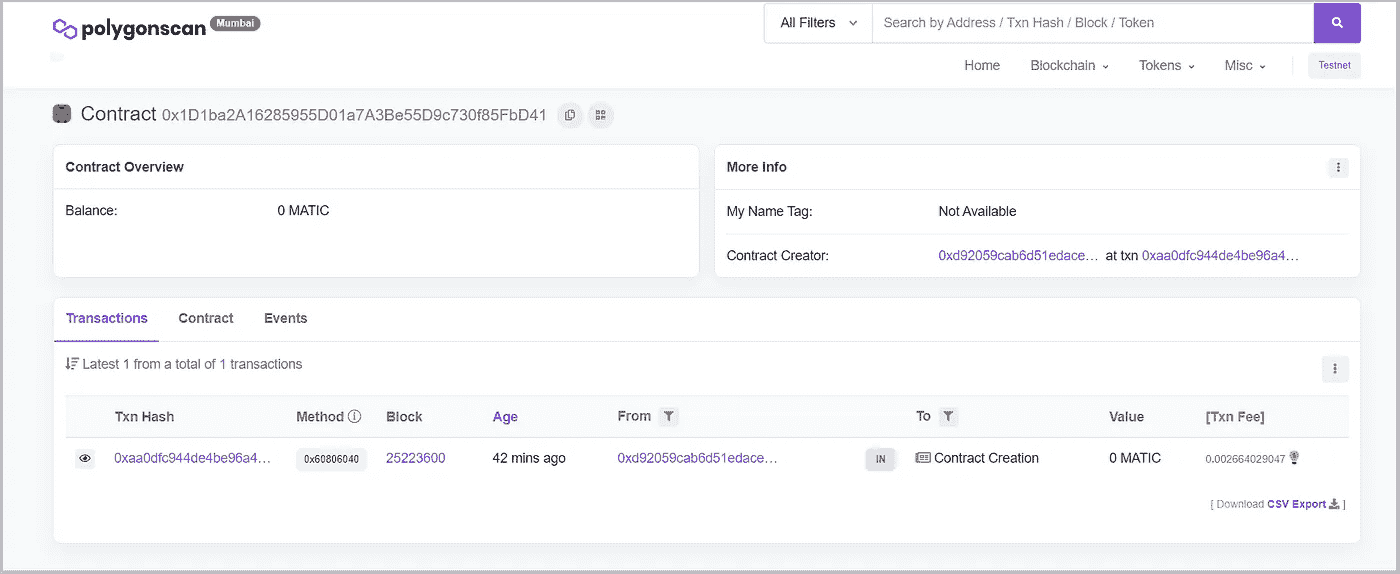 polygonscan Mumbai
All Filters Search by Address / Txn Hash / Block / Token
Home Blockchain Tokens Misc Testnet
Contract 0x1D1ba2A16285955D01a7A3Be55D9c730f85FbD41
Contract Overview
Balance: 0 MATIC
More Info
My Name Tag: Not Available
Contract Creator: 0xd92059cab6d51edace... at txn 0xaa0dfc944de4be96a4...
Transactions Contract Events
Latest 1 from a total of 1 transactions
Txn Hash Method Block Age From To Value [Txn Fee]
0xaa0dfc944de4be96a4... 0x60806040 25223600 42 mins ago 0xd92059cab6d51edace... IN Contract Creation 0 MATIC 0.002664029047
[ Download CSV Export ]